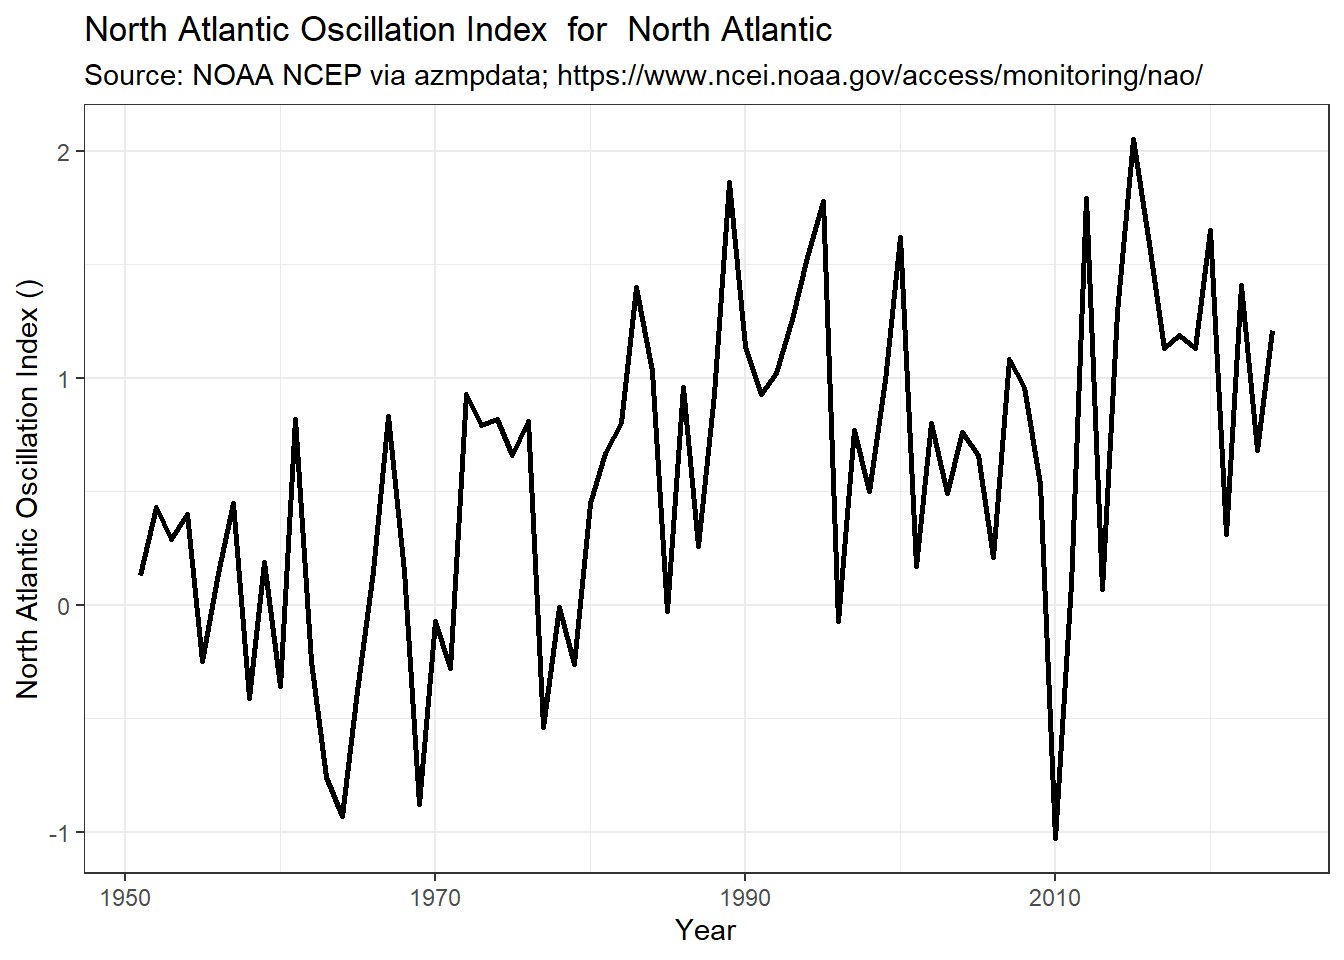 North Atlantic Oscillation Index  for  North Atlantic
Source: NOAA NCEP via azmpdata; https://www.ncei.noaa.gov/access/monitoring/nao/
North Atlantic Oscillation Index ()
2
1
0
-1
1950
1970
1990
2010
Year